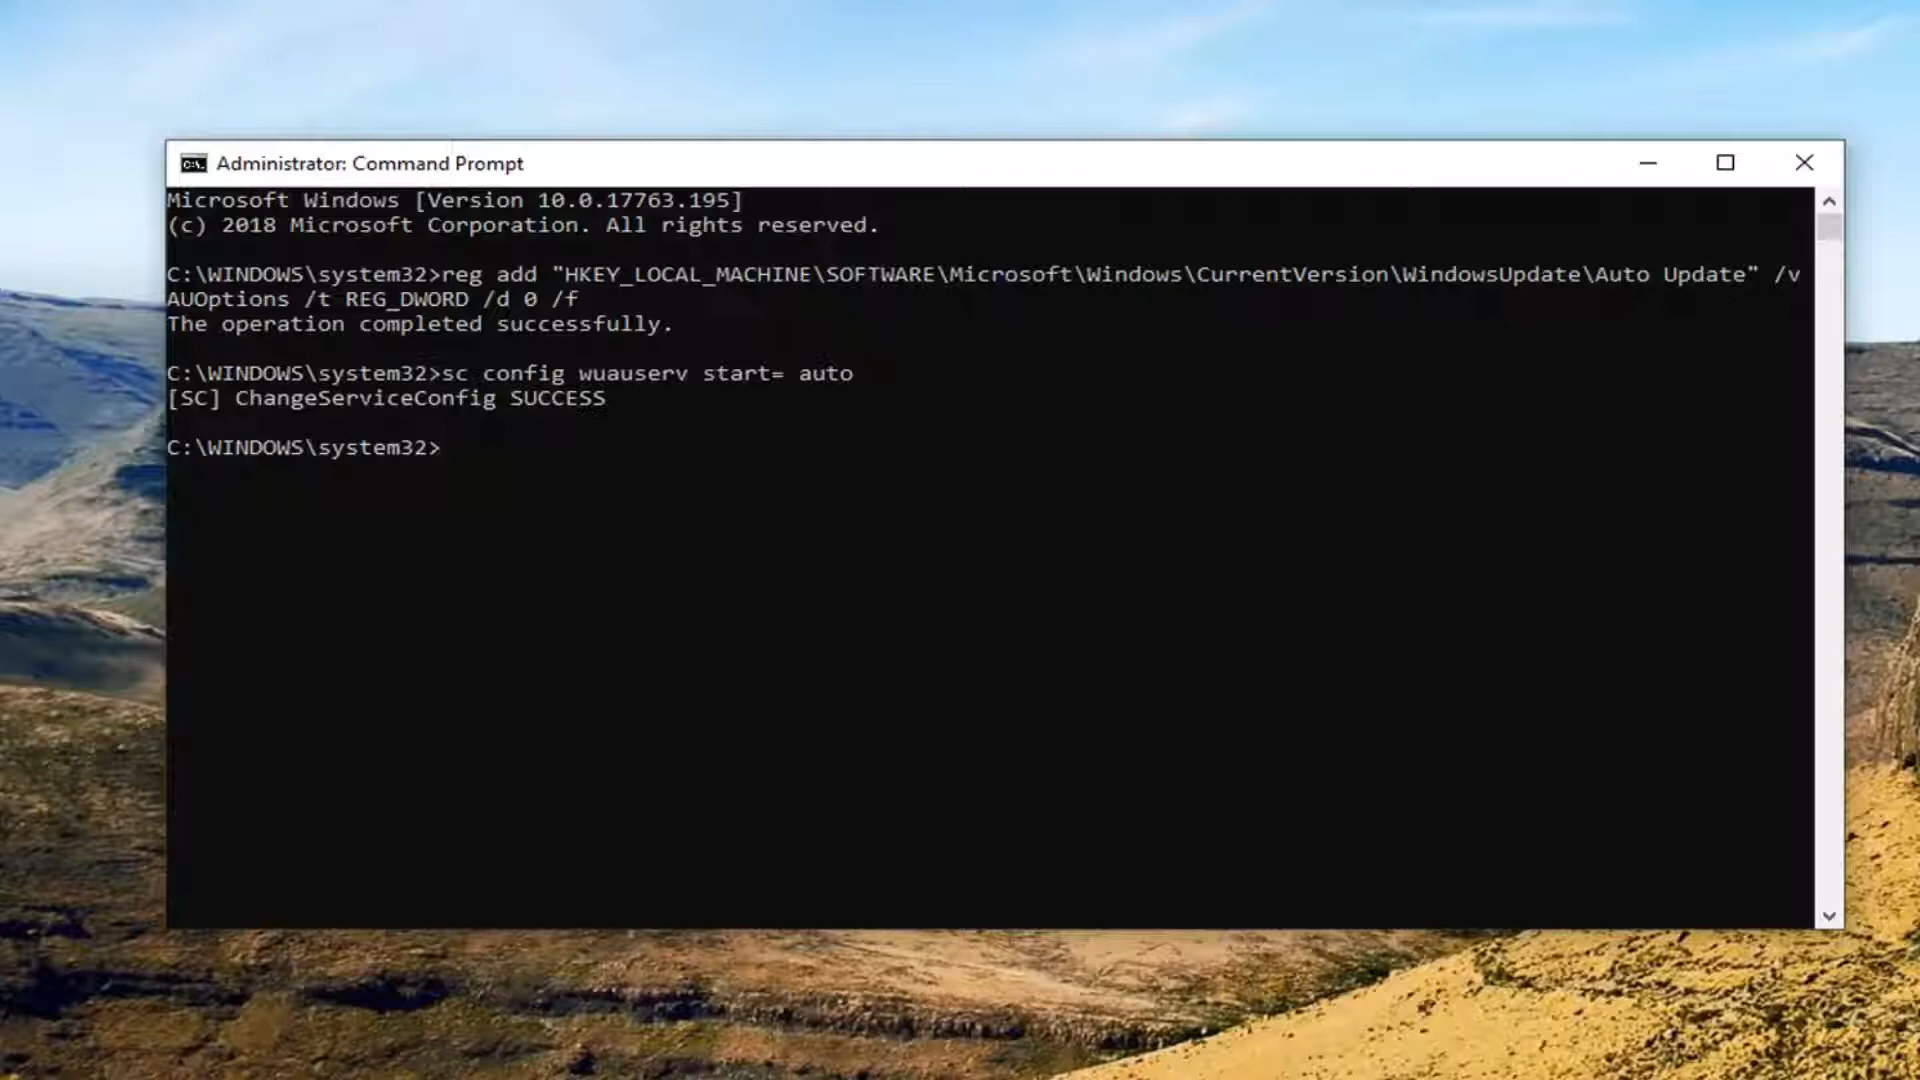 Administrator: Command Prompt
Microsoft Windows [Version 10.0.17763.195]
(c) 2018 Microsoft Corporation. All rights reserved.
C:\WINDOWS\system32>reg add "HKEY_LOCAL_MACHINE\SOFTWARE\Microsoft\Windows\CurrentVersion\WindowsUpdate\Auto Update" /v
AUOptions /t REG_DWORD /d 0 /f
The operation completed successfully.
C:\WINDOWS\system32>sc config wuauserv start= auto
[SC] ChangeServiceConfig SUCCESS
C:\WINDOWS\system32>